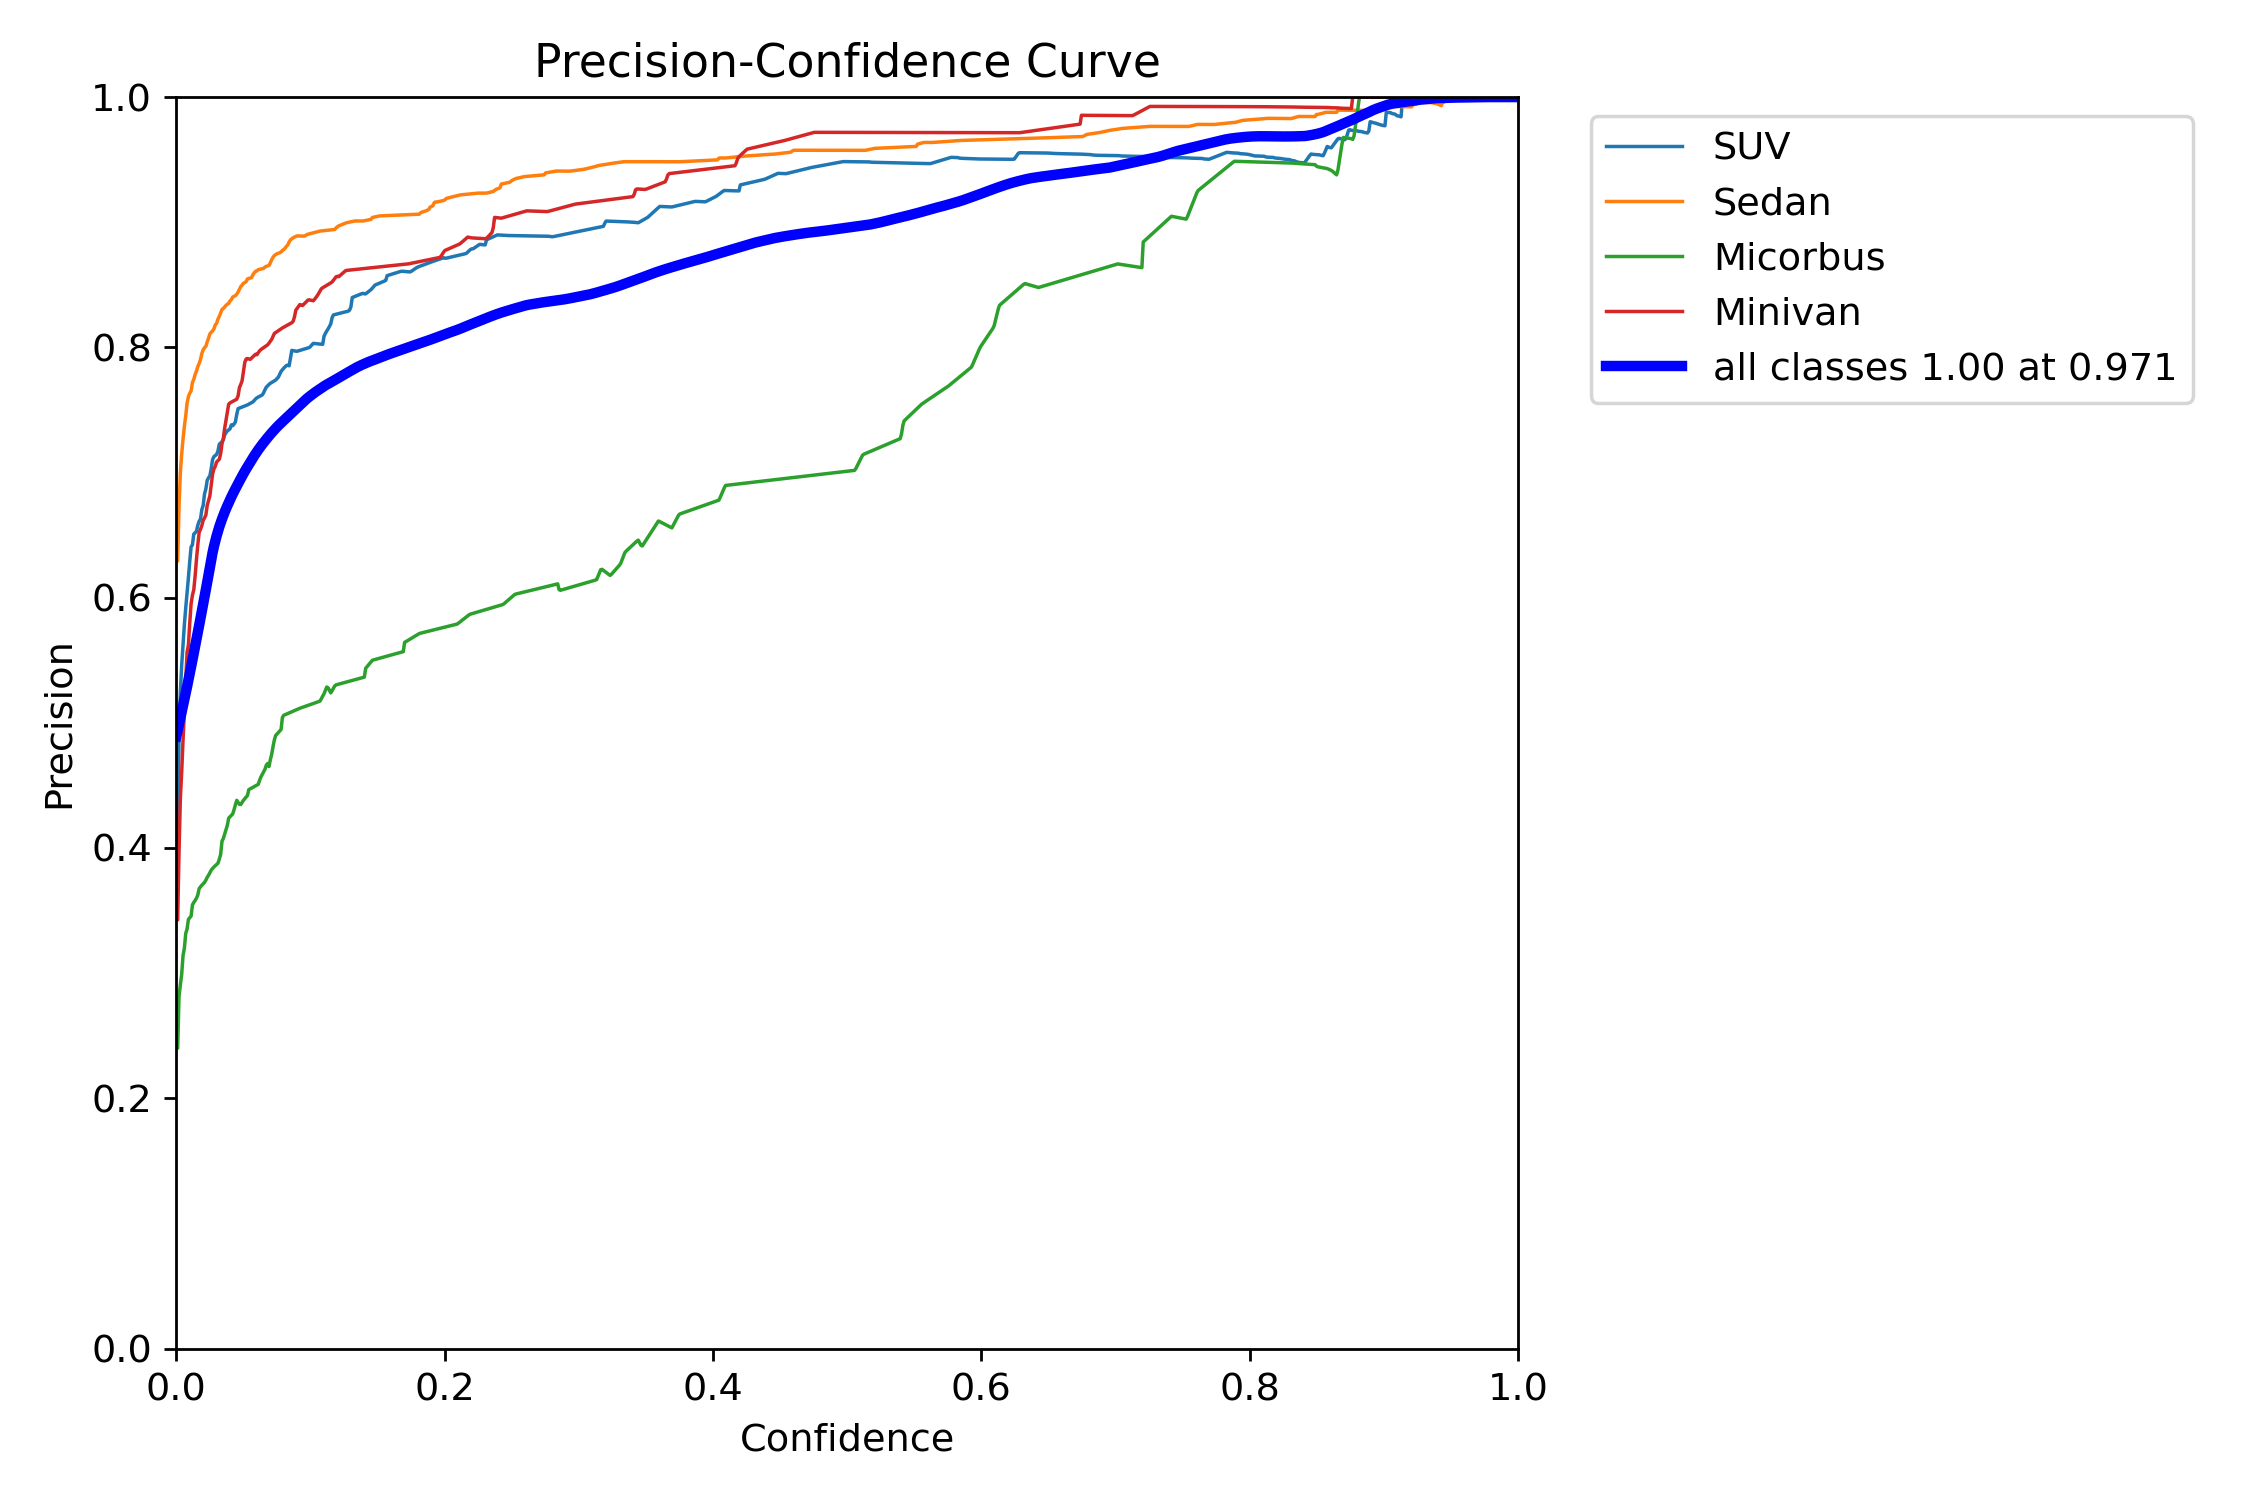 Precision-Confidence Curve
1.0
0.8
0.6
0.4
0.2
0.0
Precision
0.0 0.2 0.4 0.6 0.8 1.0
Confidence
SUV
Sedan
Micorbus
Minivan
all classes 1.00 at 0.971